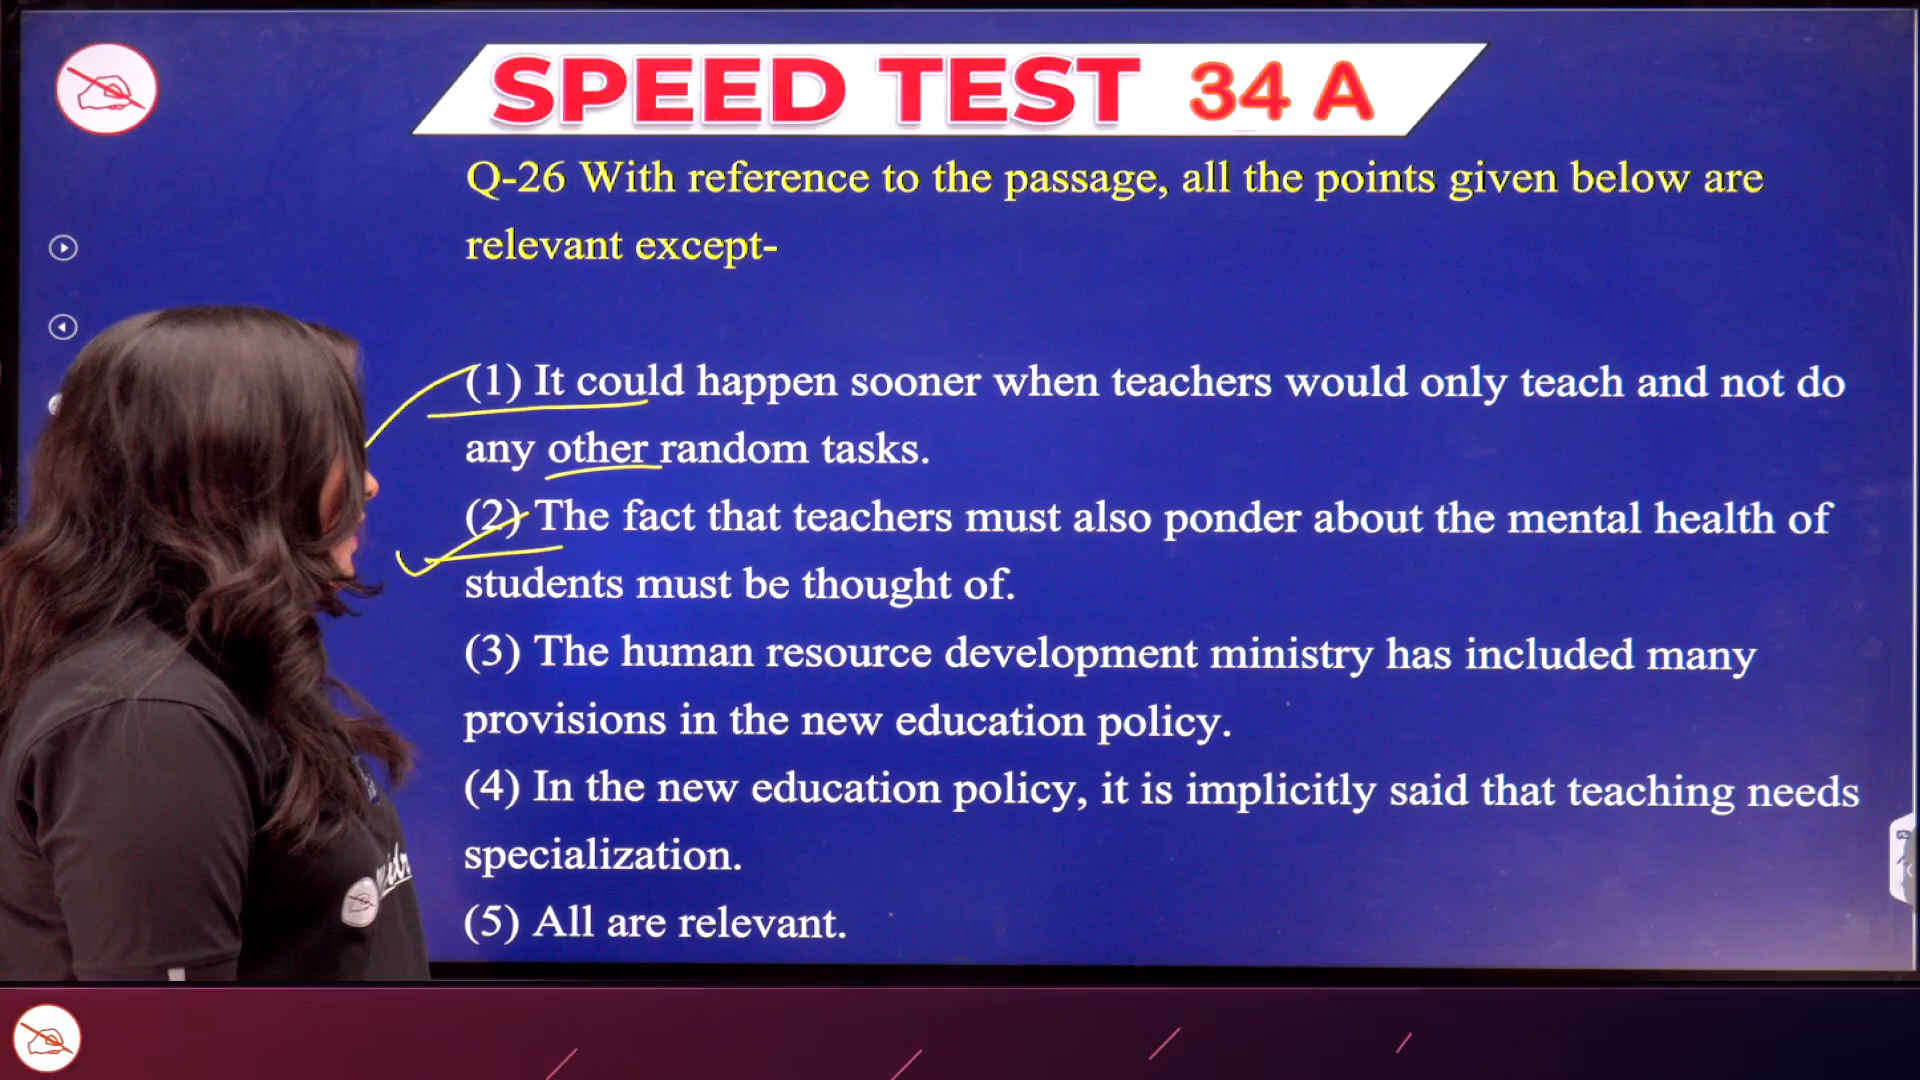 SPEED TEST 34 A
Q-26 With reference to the passage, all the points given below are
relevant except-
(1) It could happen sooner when teachers would only teach and not do
any other random tasks.
(2) The fact that teachers must also ponder about the mental health of
students must be thought of.
(3) The human resource development ministry has included many
provisions in the new education policy.
(4) In the new education policy, it is implicitly said that teaching needs
specialization.
(5) All are relevant.